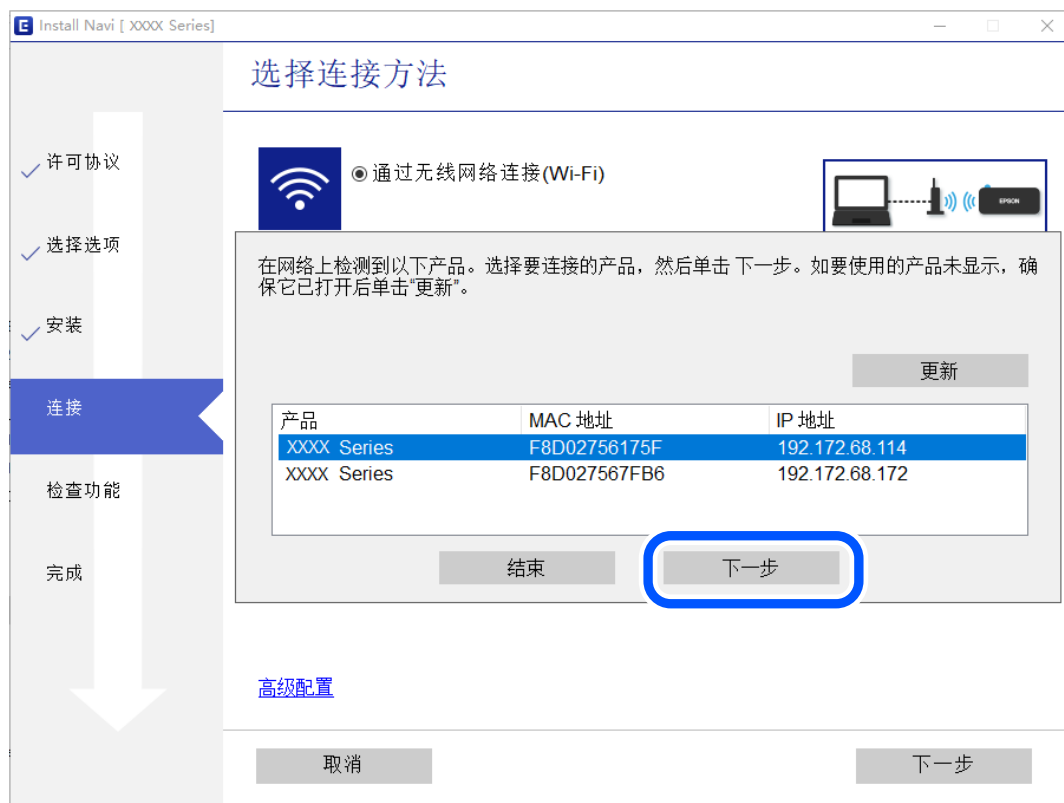 Install Navi [ XXXX Series]
选择连接方法
许可协议
选择选项
安装
连接
检查功能
完成
通过无线网络连接(Wi-Fi)
EPSON
在网络上检测到以下产品。选择要连接的产品，然后单击 下一步。如要使用的产品未显示，确
保它已打开后单击“更新”。
更新
产品 MAC 地址 IP 地址
XXXX Series F8D02756175F 192.172.68.114
XXXX Series F8D027567FB6 192.172.68.172
结束 下一步
高级配置
取消 下一步